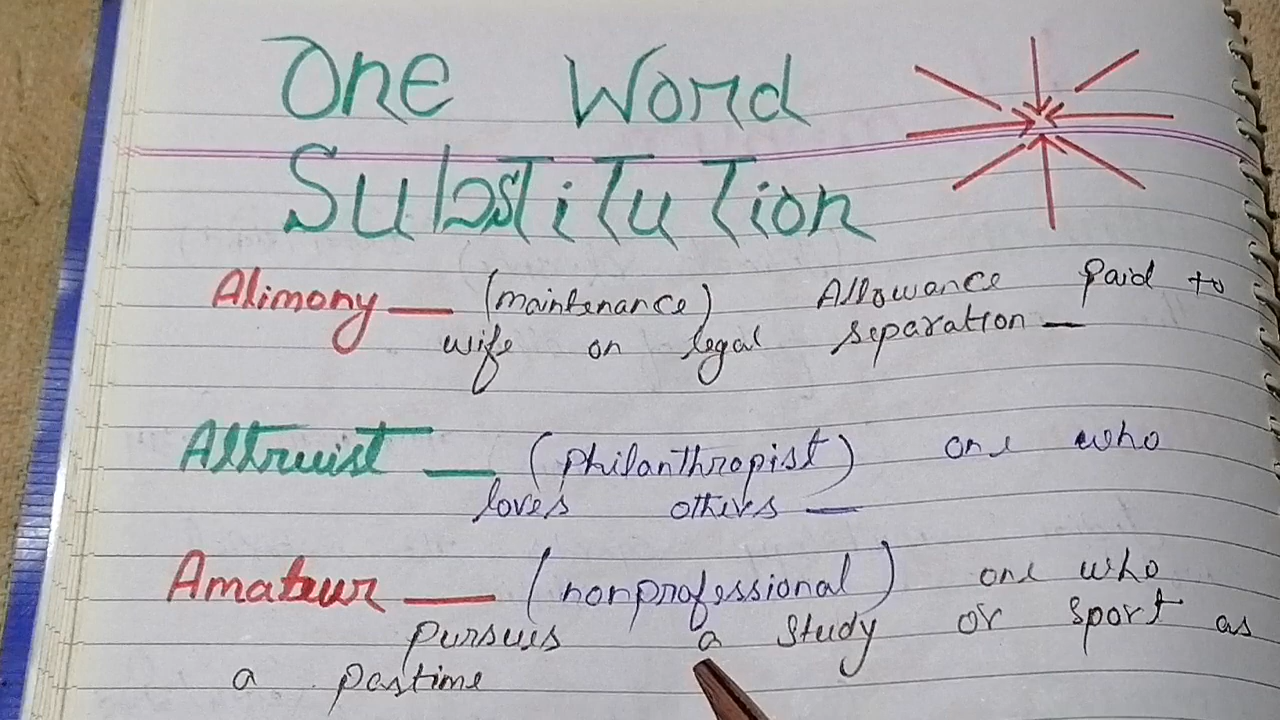 One Word
Substitution
Alimony — (maintenance) Allowance paid to
wife on legal separation —
Altruist — (philanthropist) one who
loves others —
Amateur — (nonprofessional) one who
pursues a study or sport as
a pastime